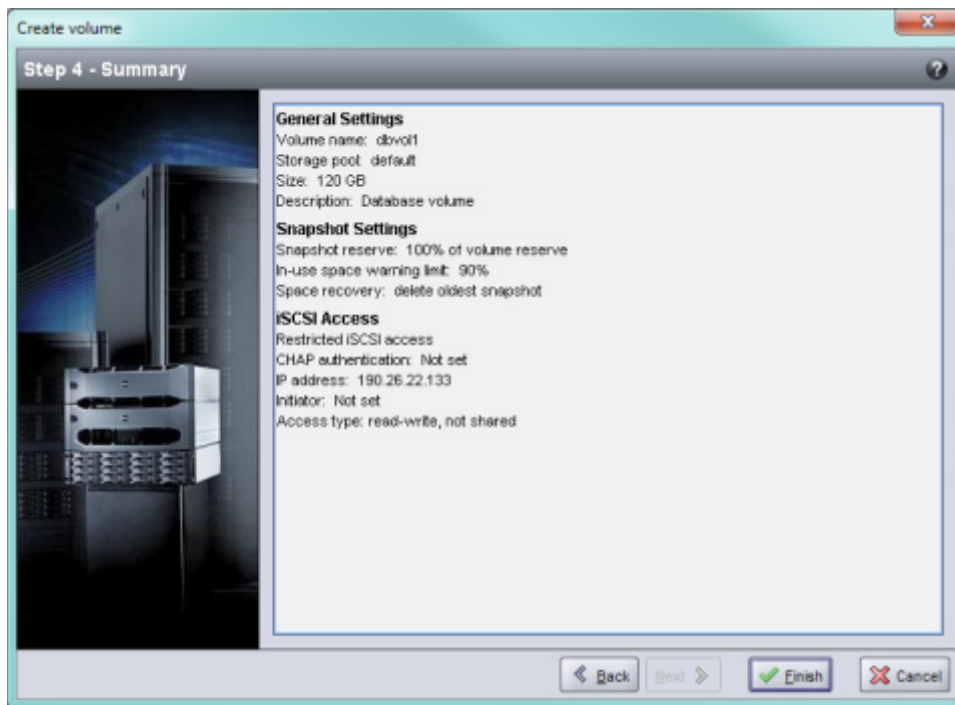 Create volume
Step 4 - Summary
?
General Settings
Volume name: dbvol1
Storage pool: default
Size: 120 GB
Description: Database volume
Snapshot Settings
Snapshot reserve: 100% of volume reserve
In-use space warning limit: 90%
Space recovery: delete oldest snapshot
iSCSI Access
Restricted iSCSI access
CHAP authentication: Not set
IP address: 190.26.22.133
Initiator: Not set
Access type: read-write, not shared
Back
Next
Finish
Cancel